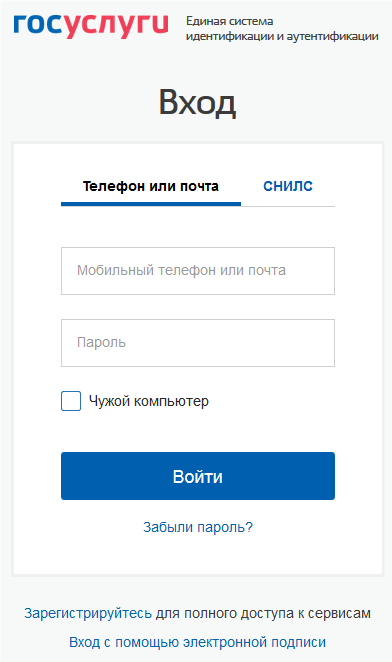 госуслуги
Единая система
идентификации и аутентификации
Вход
Телефон или почта СНИЛС
Мобильный телефон или почта
Пароль
Чужой компьютер
Войти
Забыли пароль?
Зарегистрируйтесь для полного доступа к сервисам
Вход с помощью электронной подписи